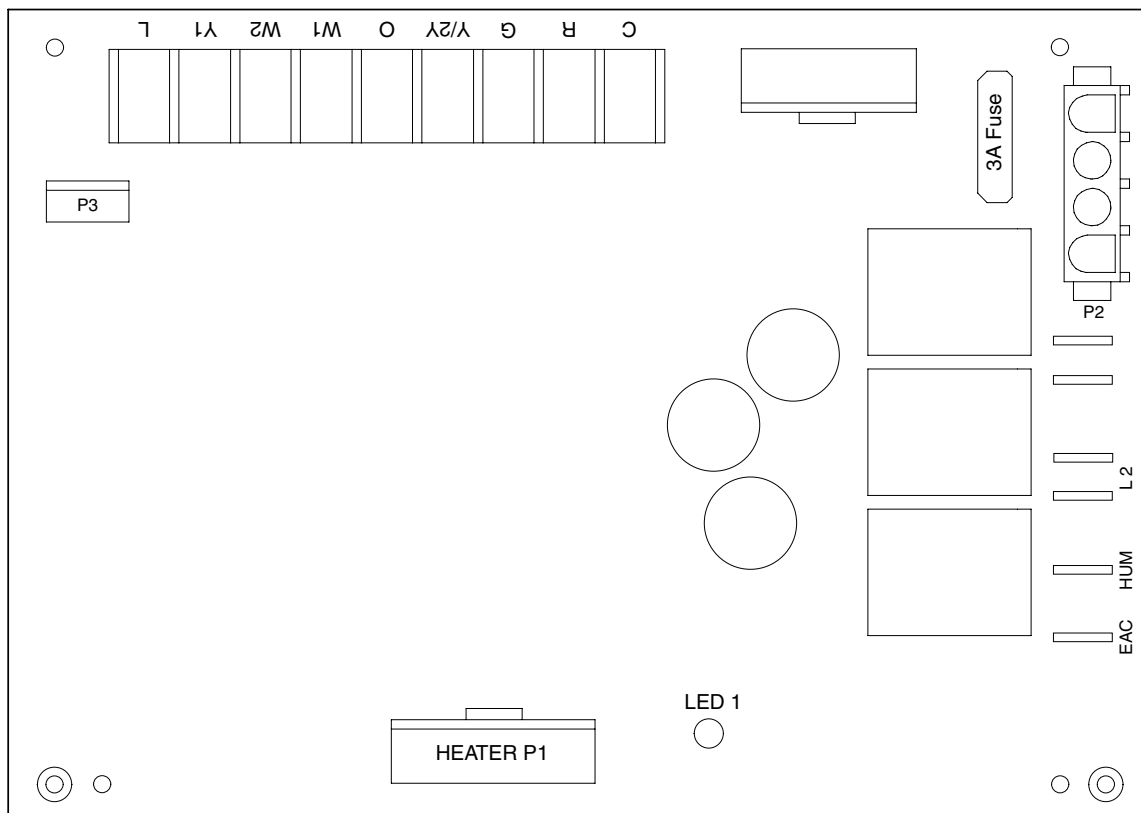 L Y1 W2 W1 O Y/2Y G R C
3A Fuse
P3
P2
L 2
HUM
EAC
LED 1
HEATER P1